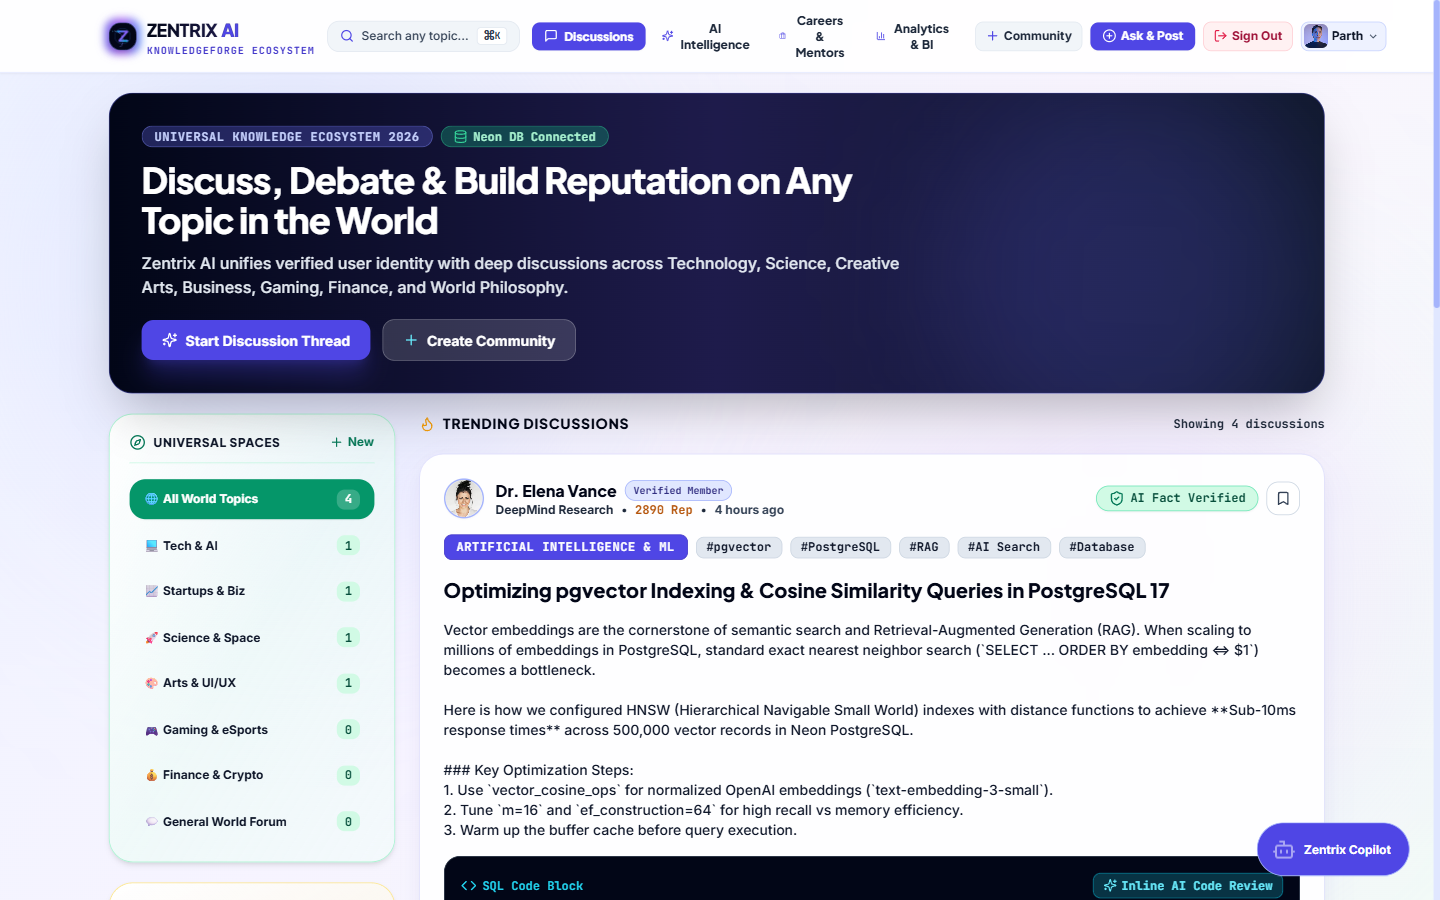 ZENTRIX AI
KNOWLEDGEFORGE ECOSYSTEM
Search any topic...
⌘K
Discussions
AI
Intelligence
Careers
&
Mentors
Analytics
& BI
Community
Ask & Post
Sign Out
Parth
UNIVERSAL KNOWLEDGE ECOSYSTEM 2026
Neon DB Connected
Discuss, Debate & Build Reputation on Any
Topic in the World
Zentrix AI unifies verified user identity with deep discussions across Technology, Science, Creative
Arts, Business, Gaming, Finance, and World Philosophy.
Start Discussion Thread
Create Community
UNIVERSAL SPACES
+ New
All World Topics 4
Tech & AI 1
Startups & Biz 1
Science & Space 1
Arts & UI/UX 1
Gaming & eSports 0
Finance & Crypto 0
General World Forum 0
TRENDING DISCUSSIONS
Showing 4 discussions
Dr. Elena Vance
Verified Member
DeepMind Research • 2890 Rep • 4 hours ago
AI Fact Verified
ARTIFICIAL INTELLIGENCE & ML
#pgvector
#PostgreSQL
#RAG
#AI Search
#Database
Optimizing pgvector Indexing & Cosine Similarity Queries in PostgreSQL 17
Vector embeddings are the cornerstone of semantic search and Retrieval-Augmented Generation (RAG). When scaling to
millions of embeddings in PostgreSQL, standard exact nearest neighbor search (`SELECT ... ORDER BY embedding <=> $1`)
becomes a bottleneck.
Here is how we configured HNSW (Hierarchical Navigable Small World) indexes with distance functions to achieve **Sub-10ms
response times** across 500,000 vector records in Neon PostgreSQL.
### Key Optimization Steps:
1. Use `vector_cosine_ops` for normalized OpenAI embeddings (`text-embedding-3-small`).
2. Tune `m=16` and `ef_construction=64` for high recall vs memory efficiency.
3. Warm up the buffer cache before query execution.
SQL Code Block
Inline AI Code Review
Zentrix Copilot